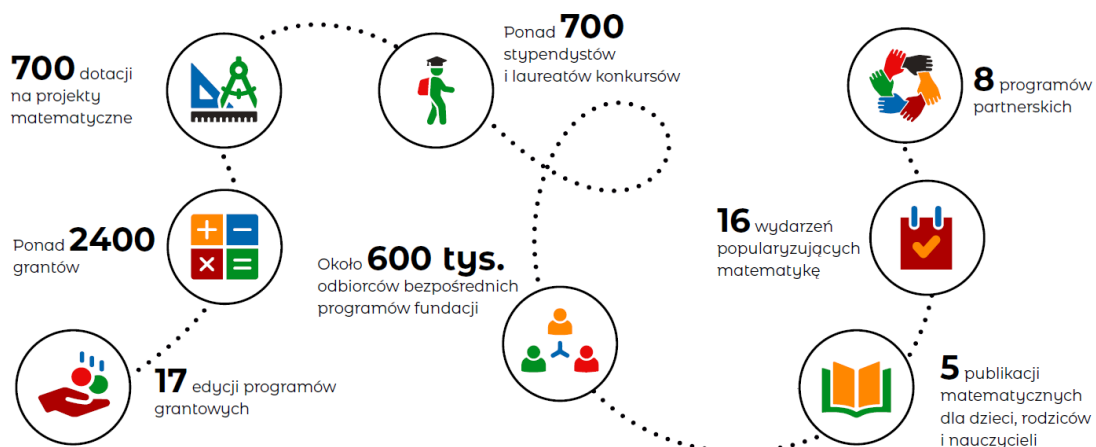 700 dotacji
na projekty
matematyczne
Ponad 700
stypendystów
i laureatów konkursów
8 programów
partnerskich
Ponad 2400
grantów
Około 600 tys.
odbiorców bezpośrednich
programów fundacji
16 wydarzeń
popularyzujących
matematykę
17 edycji programów
grantowych
5 publikacji
matematycznych
dla dzieci, rodziców
i nauczycieli